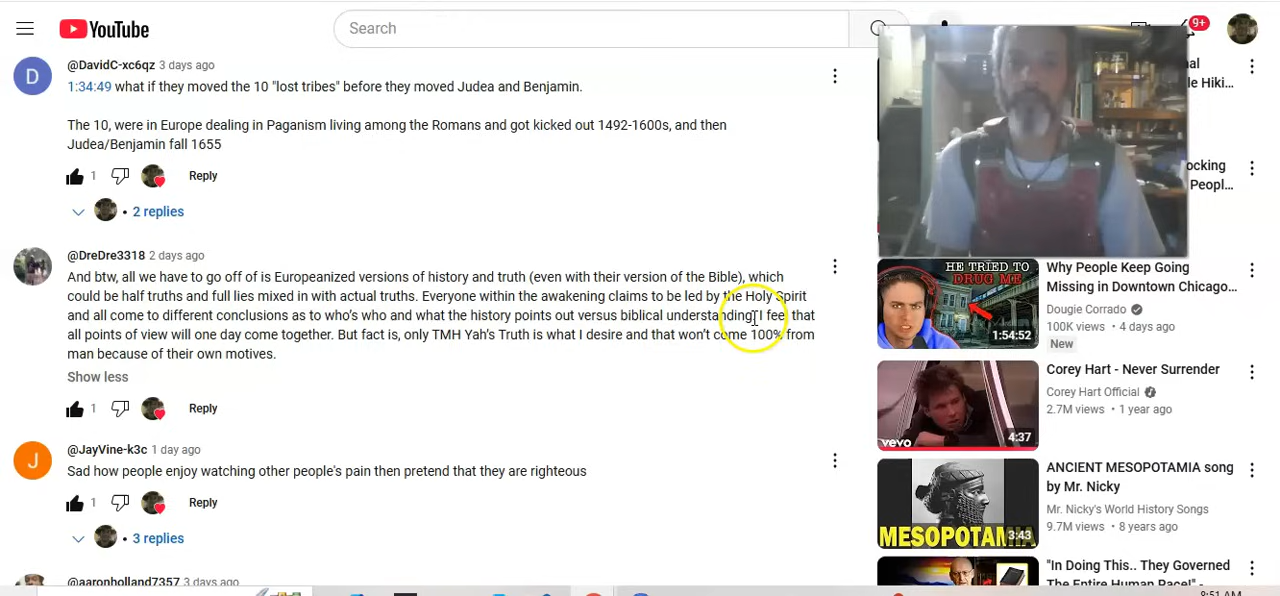 YouTube
Search
9+
@DavidC-xc6qz 3 days ago
1:34:49 what if they moved the 10 "lost tribes" before they moved Judea and Benjamin.
The 10, were in Europe dealing in Paganism living among the Romans and got kicked out 1492-1600s, and then
Judea/Benjamin fall 1655
1 Reply
2 replies
@DreDre3318 2 days ago
And btw, all we have to go off of is Europeanized versions of history and truth (even with their version of the Bible), which
could be half truths and full lies mixed in with actual truths. Everyone within the awakening claims to be led by the Holy Spirit
and all come to different conclusions as to who's who and what the history points out versus biblical understanding. I feel that
all points of view will one day come together. But fact is, only TMH Yah's Truth is what I desire and that won't come 100% from
man because of their own motives.
Show less
1 Reply
@JayVine-k3c 1 day ago
Sad how people enjoy watching other people's pain then pretend that they are righteous
1 Reply
3 replies
@aaronholland7357 3 days ago
nal
le Hiki...
ocking
Peopl...
HE TRIED TO
DRUG ME
1:54:52
Why People Keep Going
Missing in Downtown Chicago...
Dougie Corrado
100K views • 4 days ago
New
vevo
4:37
Corey Hart - Never Surrender
Corey Hart Official
2.7M views • 1 year ago
MESOPOTAMIA
3:43
ANCIENT MESOPOTAMIA song
by Mr. Nicky
Mr. Nicky's World History Songs
9.7M views • 8 years ago
"In Doing This.. They Governed
The Entire Human Race!" -
8:51 AM